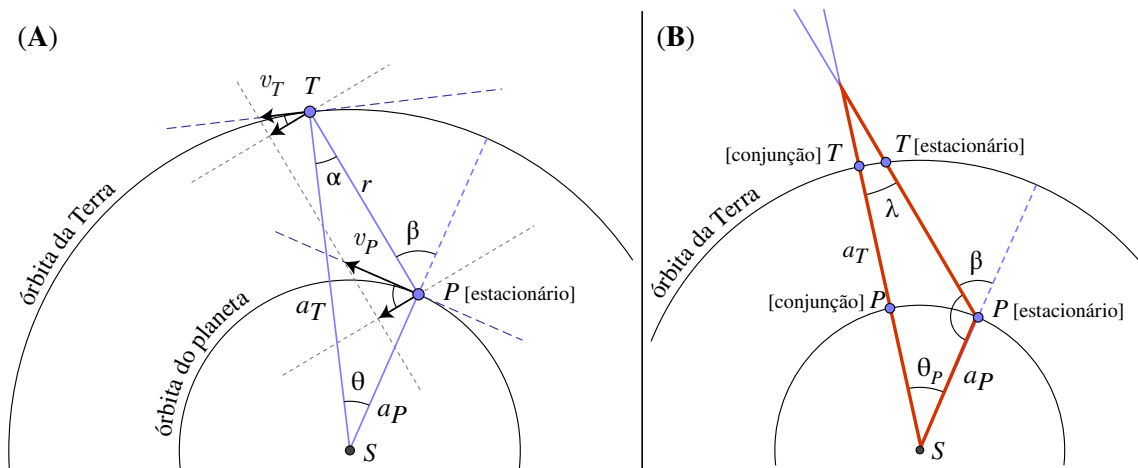 (A)
v_T
T
α
r
β
v_P
P [estacionário]
a_T
θ
a_P
S
órbita da Terra
órbita do planeta
(B)
[conjunção] T
T [estacionário]
λ
a_T
β
[conjunção] P
P [estacionário]
θ_P
a_P
S
órbita da Terra